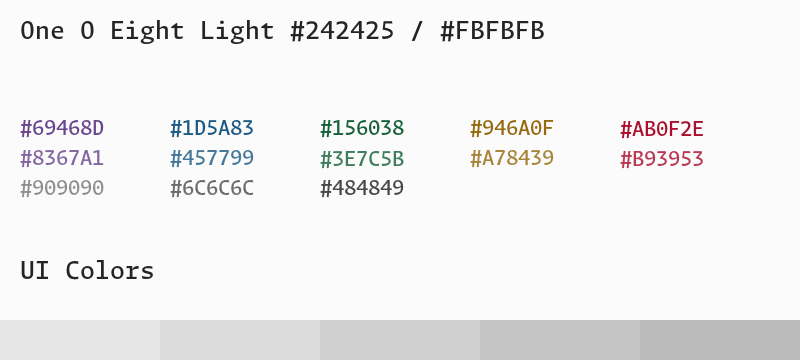 One O Eight Light #242425 / #FBFBFB
#69468D #1D5A83 #156038 #946A0F #AB0F2E
#8367A1 #457799 #3E7C5B #A78439 #B93953
#909090 #6C6C6C #484849
UI Colors